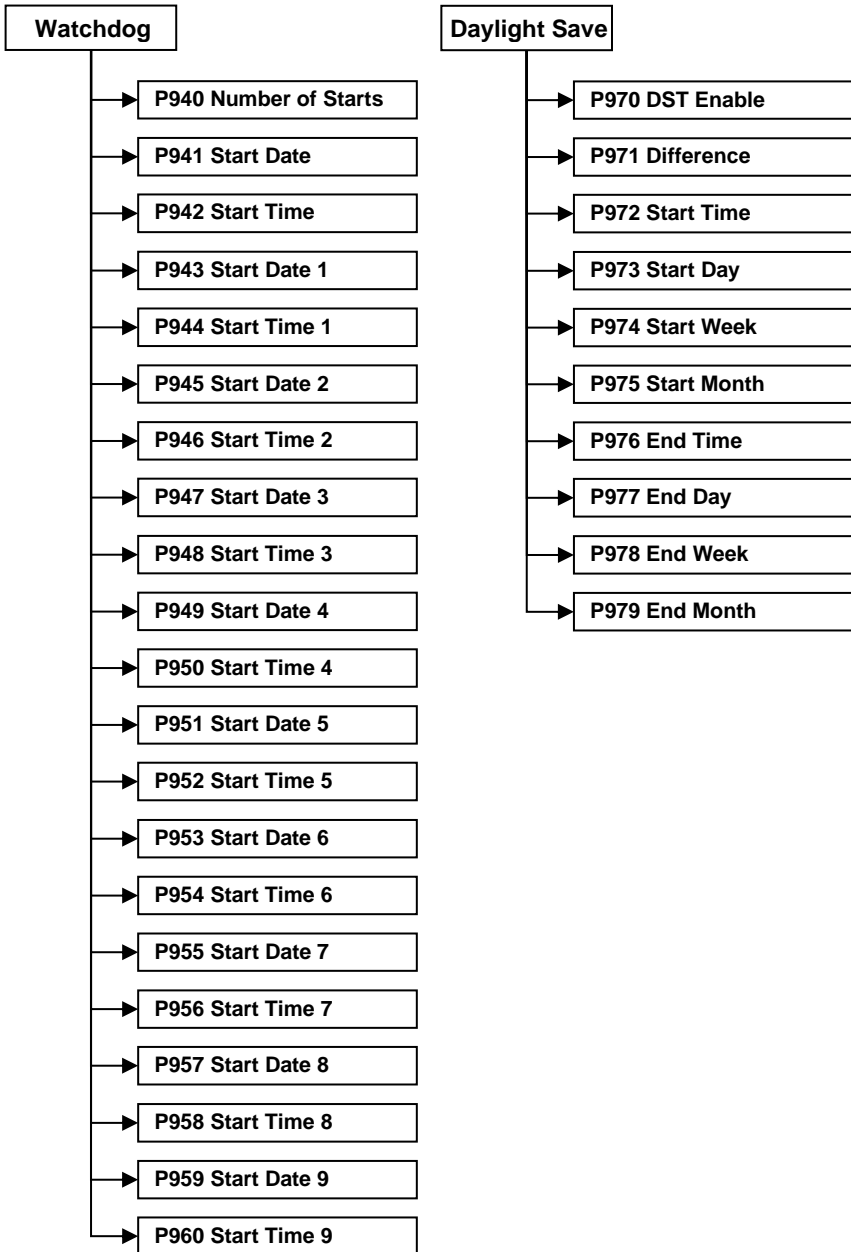 Watchdog
P940 Number of Starts
P941 Start Date
P942 Start Time
P943 Start Date 1
P944 Start Time 1
P945 Start Date 2
P946 Start Time 2
P947 Start Date 3
P948 Start Time 3
P949 Start Date 4
P950 Start Time 4
P951 Start Date 5
P952 Start Time 5
P953 Start Date 6
P954 Start Time 6
P955 Start Date 7
P956 Start Time 7
P957 Start Date 8
P958 Start Time 8
P959 Start Date 9
P960 Start Time 9
Daylight Save
P970 DST Enable
P971 Difference
P972 Start Time
P973 Start Day
P974 Start Week
P975 Start Month
P976 End Time
P977 End Day
P978 End Week
P979 End Month